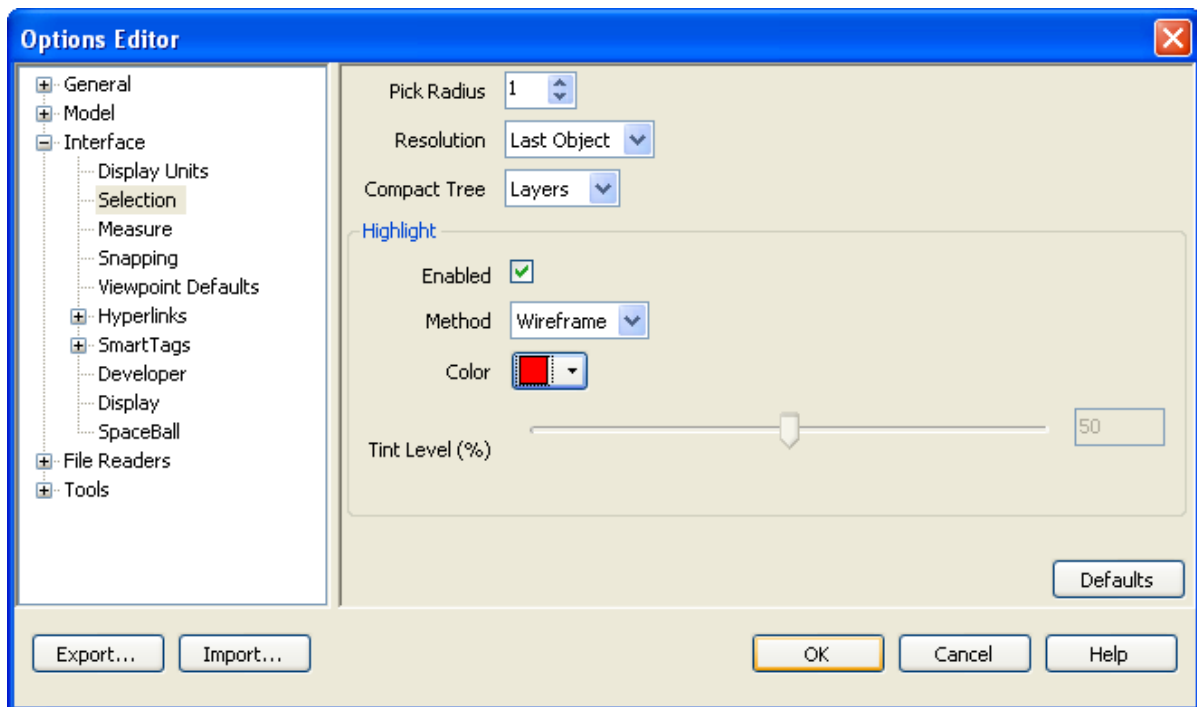 Options Editor
General
Model
Interface
Display Units
Selection
Measure
Snapping
Viewpoint Defaults
Hyperlinks
SmartTags
Developer
Display
SpaceBall
File Readers
Tools
Pick Radius 1
Resolution Last Object
Compact Tree Layers
Highlight
Enabled
Method Wireframe
Color
Tint Level (%) 50
Defaults
Export... Import... OK Cancel Help